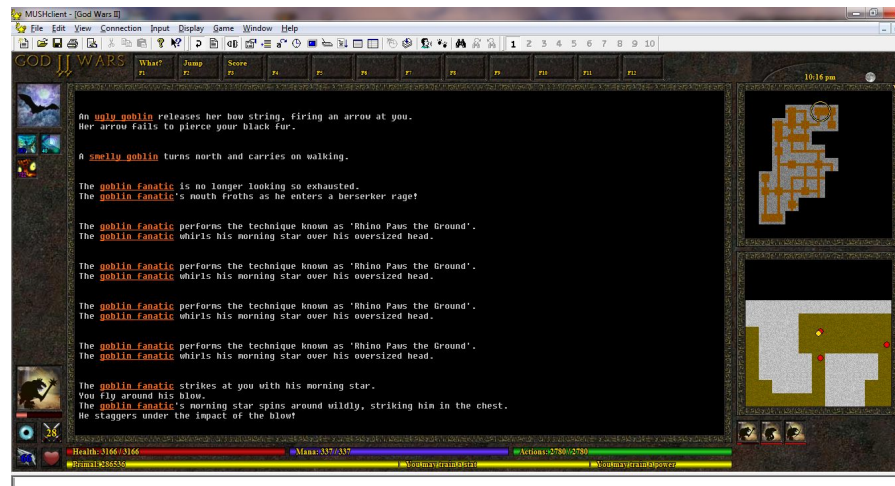 MUSHclient - [God Wars II]
File Edit View Connection Input Display Game Window Help
1 2 3 4 5 6 7 8 9 10
GOD WARS II
What? Jump Score
F1 F2 F3 F4 F5 F6 F7 F8 F9 F10 F11 F12
10:16 pm
An ugly goblin releases her bow string, firing an arrow at you.
Her arrow fails to pierce your black fur.
A smelly goblin turns north and carries on walking.
The goblin fanatic is no longer looking so exhausted.
The goblin fanatic's mouth froths as he enters a berserker rage!
The goblin fanatic performs the technique known as 'Rhino Paws the Ground'.
The goblin fanatic whirls his morning star over his oversized head.
The goblin fanatic performs the technique known as 'Rhino Paws the Ground'.
The goblin fanatic whirls his morning star over his oversized head.
The goblin fanatic performs the technique known as 'Rhino Paws the Ground'.
The goblin fanatic whirls his morning star over his oversized head.
The goblin fanatic performs the technique known as 'Rhino Paws the Ground'.
The goblin fanatic whirls his morning star over his oversized head.
The goblin fanatic strikes at you with his morning star.
You fly around his blow.
The goblin fanatic's morning star spins around wildly, striking him in the chest.
He staggers under the impact of the blow!
28
Health: 3166 / 3166 Mana: 337 / 337 Actions: 2780 / 2780
Primal: 286536 You may train a stat You may train a power